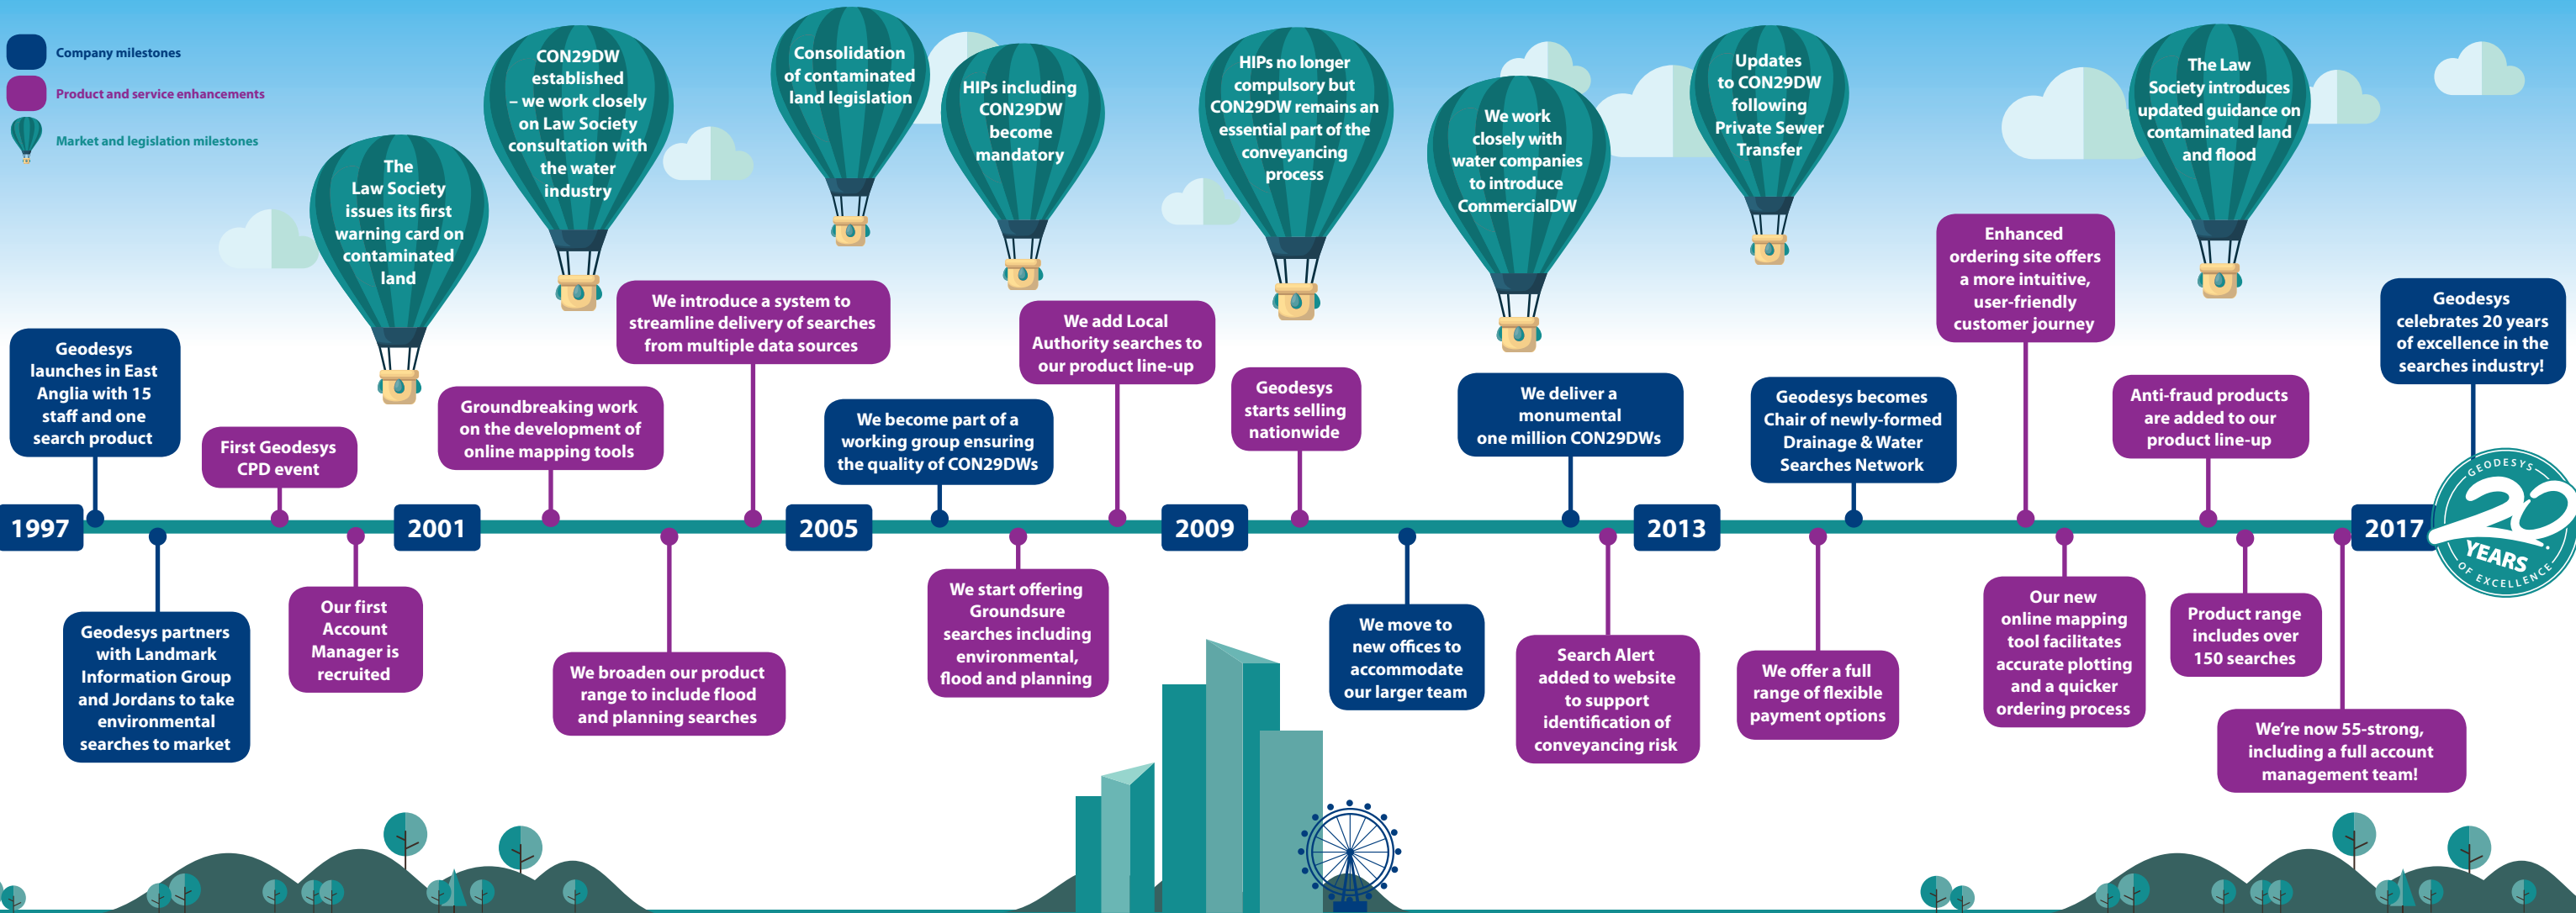 Company milestones
Product and service enhancements
Market and legislation milestones
The
Law Society
issues its first
warning card on
contaminated
land
CON29DW
established
– we work closely
on Law Society
consultation with
the water
industry
Consolidation
of contaminated
land legislation
HIPs including
CON29DW
become
mandatory
HIPs no longer
compulsory but
CON29DW remains an
essential part of the
conveyancing
process
We work
closely with
water companies
to introduce
CommercialDW
Updates
to CON29DW
following
Private Sewer
Transfer
The Law
Society introduces
updated guidance on
contaminated land
and flood
Geodesys
launches in East
Anglia with 15
staff and one
search product
First Geodesys
CPD event
Groundbreaking work
on the development of
online mapping tools
We introduce a system to
streamline delivery of searches
from multiple data sources
We become part of a
working group ensuring
the quality of CON29DWs
We add Local
Authority searches to
our product line-up
Geodesys
starts selling
nationwide
We deliver a
monumental
one million CON29DWs
Geodesys becomes
Chair of newly-formed
Drainage & Water
Searches Network
Enhanced
ordering site offers
a more intuitive,
user-friendly
customer journey
Anti-fraud products
are added to our
product line-up
Geodesys
celebrates 20 years
of excellence in the
searches industry!
1997
2001
2005
2009
2013
2017
GEODESYS
20
YEARS
OF EXCELLENCE
Geodesys partners
with Landmark
Information Group
and Jordans to take
environmental
searches to market
Our first
Account
Manager is
recruited
We broaden our product
range to include flood
and planning searches
We start offering
Groundsure
searches including
environmental,
flood and planning
We move to
new offices to
accommodate
our larger team
Search Alert
added to website
to support
identification of
conveyancing risk
We offer a full
range of flexible
payment options
Our new
online mapping
tool facilitates
accurate plotting
and a quicker
ordering process
Product range
includes over
150 searches
We're now 55-strong,
including a full account
management team!